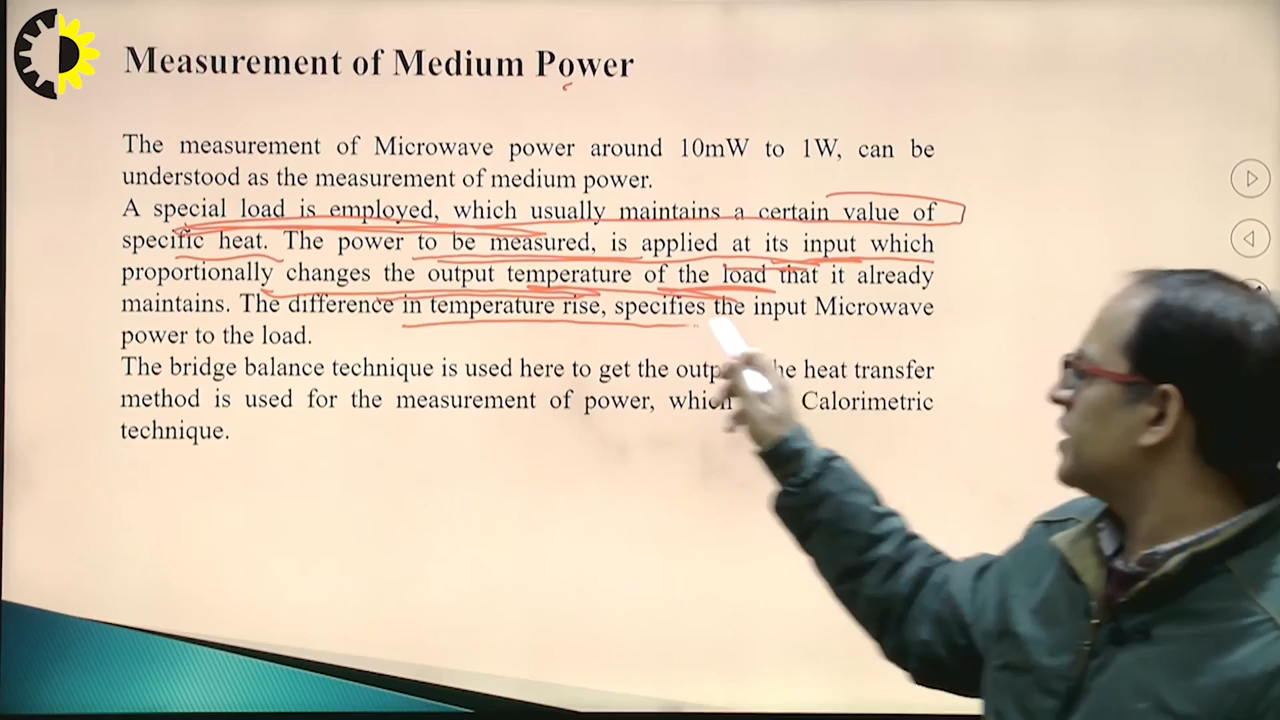 Measurement of Medium Power
The measurement of Microwave power around 10mW to 1W, can be
understood as the measurement of medium power.
A special load is employed, which usually maintains a certain value of
specific heat. The power to be measured, is applied at its input which
proportionally changes the output temperature of the load that it already
maintains. The difference in temperature rise, specifies the input Microwave
power to the load.
The bridge balance technique is used here to get the heat transfer
method is used for the measurement of power, Calorimetric
technique.